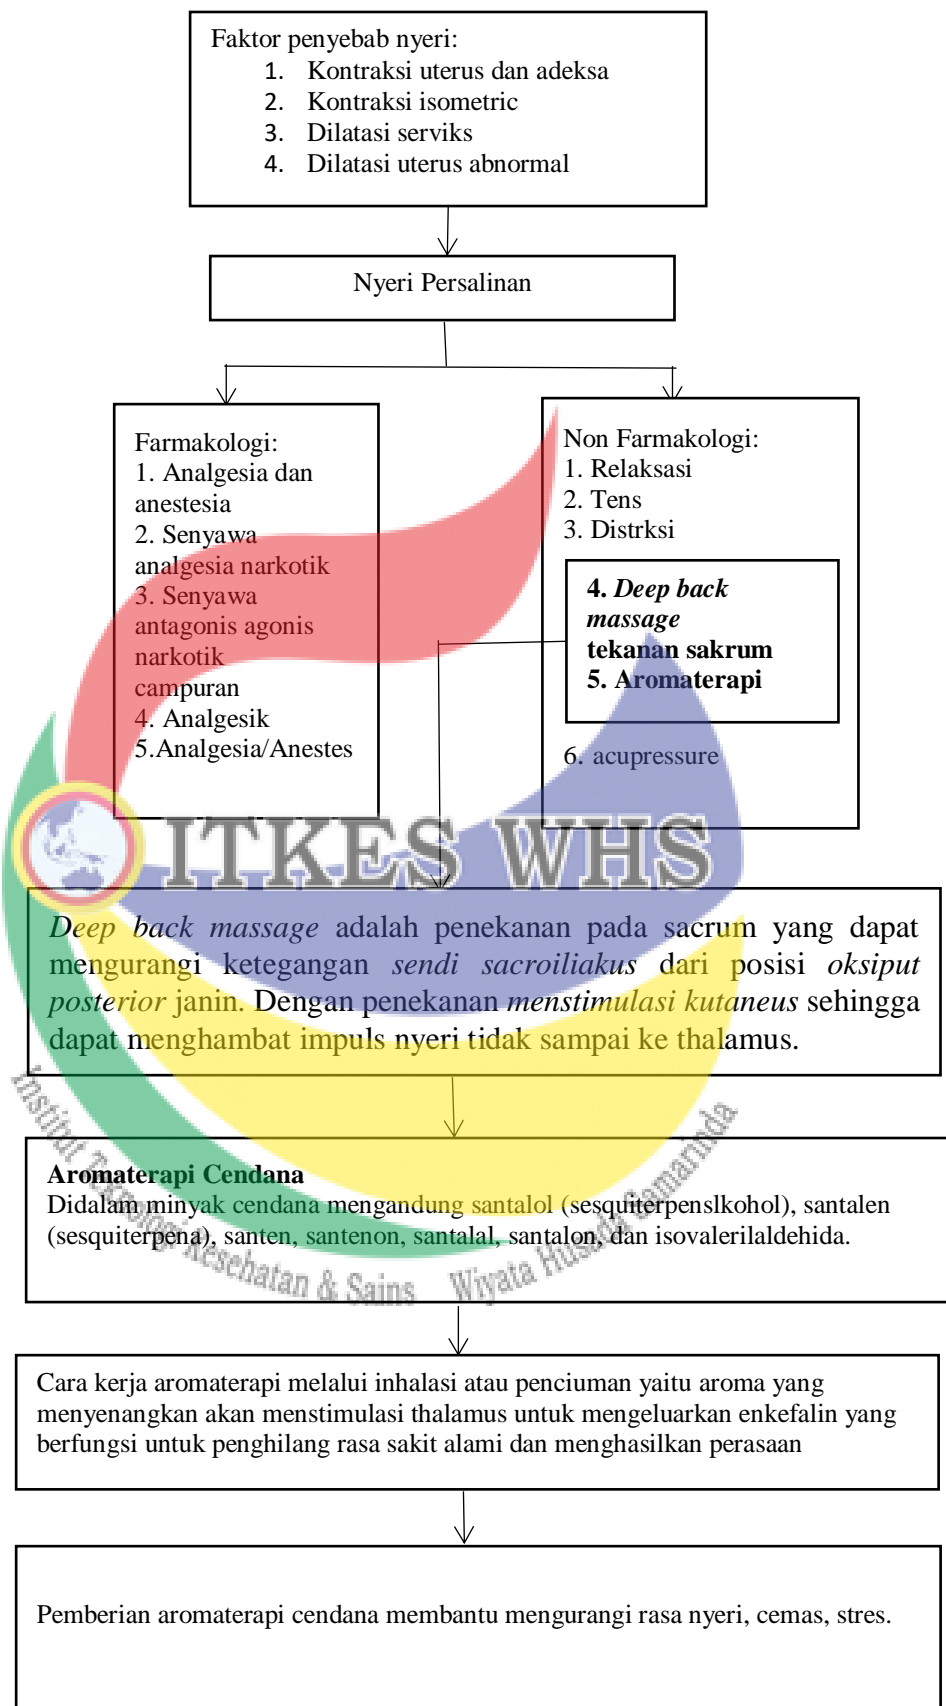 Faktor penyebab nyeri:
1. Kontraksi uterus dan adeksa
2. Kontraksi isometric
3. Dilatasi serviks
4. Dilatasi uterus abnormal
Nyeri Persalinan
Farmakologi:
1. Analgesia dan
anestesia
2. Senyawa
analgesia narkotik
3. Senyawa
antagonis agonis
narkotik
campuran
4. Analgesik
5.Analgesia/Anestes
Non Farmakologi:
1. Relaksasi
2. Tens
3. Distrksi
4. Deep back
massage
tekanan sakrum
5. Aromaterapi
6. acupressure
ITKES WHS
Deep back massage adalah penekanan pada sacrum yang dapat
mengurangi ketegangan sendi sacroiliakus dari posisi oksiput
posterior janin. Dengan penekanan menstimulasi kutaneus sehingga
dapat menghambat impuls nyeri tidak sampai ke thalamus.
Aromaterapi Cendana
Didalam minyak cendana mengandung santalol (sesquiterpenslkohol), santalen
(sesquiterpena), santen, santenon, santalal, santalon, dan isovalerilaldehida.
Institut Teknologi Kesehatan & Sains Wiyata Husada Samarinda
Cara kerja aromaterapi melalui inhalasi atau penciuman yaitu aroma yang
menyenangkan akan menstimulasi thalamus untuk mengeluarkan enkefalin yang
berfungsi untuk penghilang rasa sakit alami dan menghasilkan perasaan
Pemberian aromaterapi cendana membantu mengurangi rasa nyeri, cemas, stres.